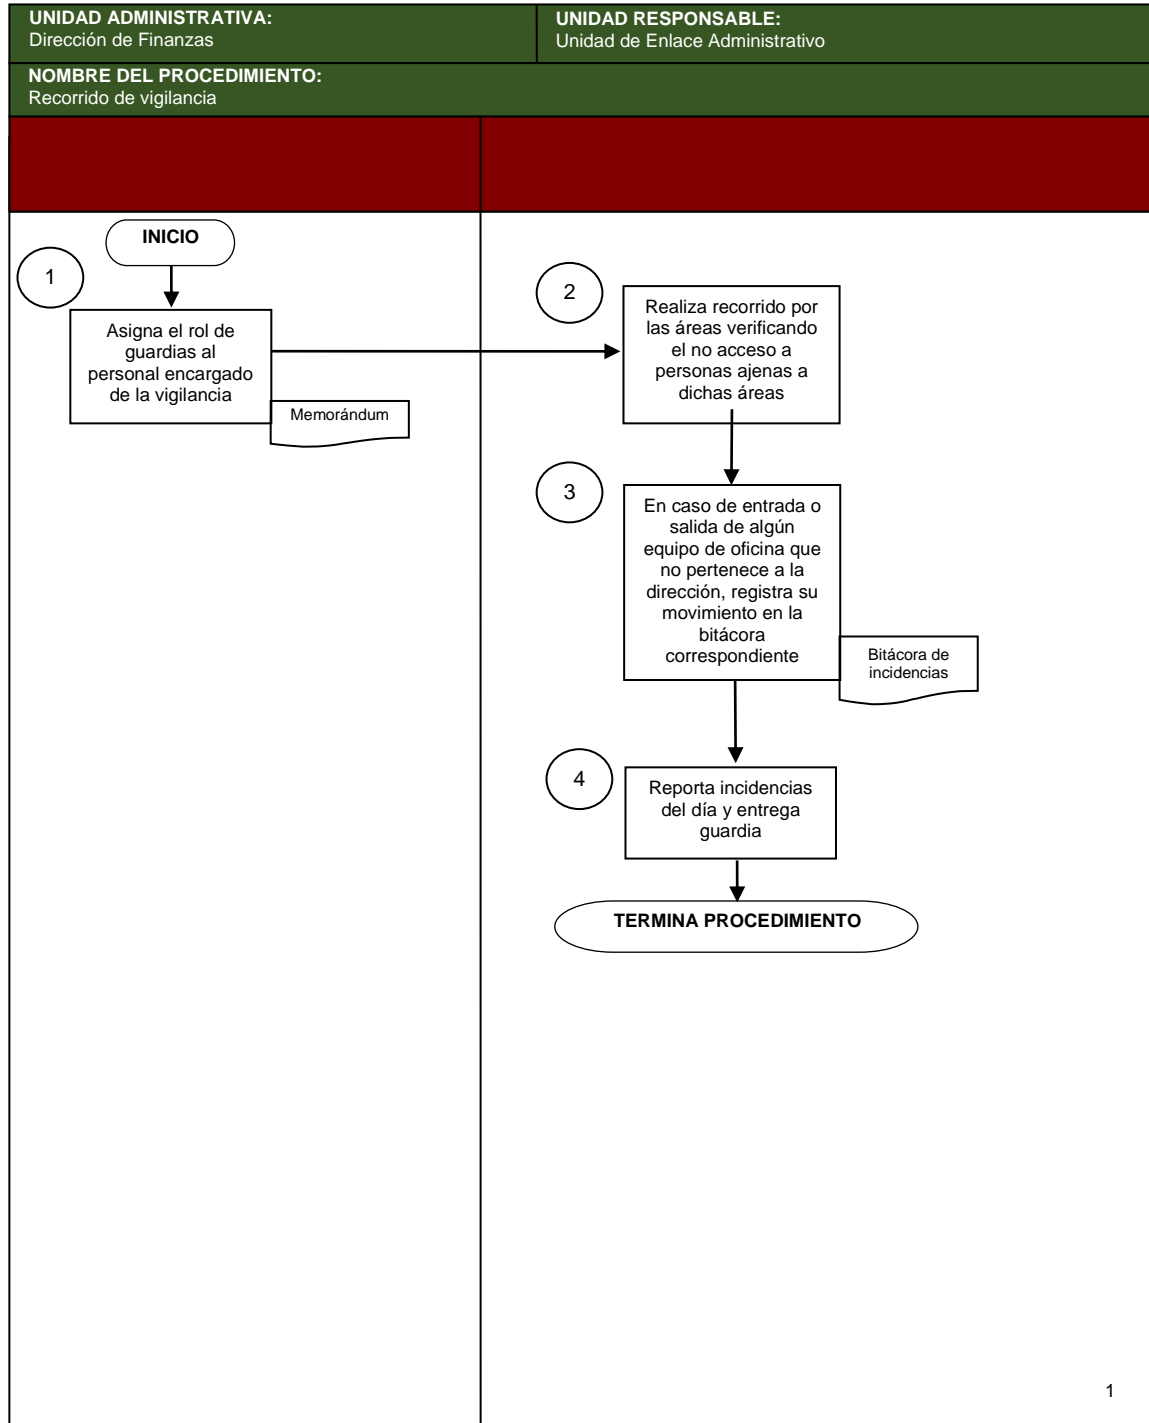 UNIDAD ADMINISTRATIVA:
Dirección de Finanzas
UNIDAD RESPONSABLE:
Unidad de Enlace Administrativo
NOMBRE DEL PROCEDIMIENTO:
Recorrido de vigilancia
INICIO
1
Asigna el rol de
guardias al
personal encargado
de la vigilancia
Memorándum
2
Realiza recorrido por
las áreas verificando
el no acceso a
personas ajenas a
dichas áreas
3
En caso de entrada o
salida de algún
equipo de oficina que
no pertenece a la
dirección, registra su
movimiento en la
bitácora
correspondiente
Bitácora de
incidencias
4
Reporta incidencias
del día y entrega
guardia
TERMINA PROCEDIMIENTO
1